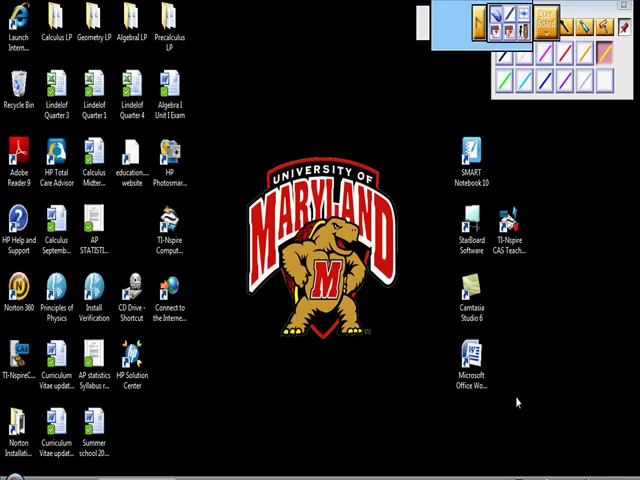 Launch
Intern...
Calculus LP
Geometry LP
Algebra I LP
Precalculus
LP
Star
Board
Recycle Bin
Lindelof
Quarter 3
Lindelof
Quarter 1
Lindelof
Quarter 4
Algebra I
Unit I Exam
Adobe
Reader 9
HP Total
Care Advisor
Calculus
Midter...
education....
website
HP
Photosmar...
SMART
Notebook 10
UNIVERSITY OF
MARYLAND
M
HP Help and
Support
Calculus
Septemb...
AP
STATISTI...
TI-Nspire
Comput...
StarBoard
Software
TI-Nspire
CAS Teach...
Norton 360
Principles of
Physics
Install
Verification
CD Drive -
Shortcut
Connect to
the Interne...
Camtasia
Studio 6
TI-NspireC...
Curriculum
Vitae updat...
AP statistics
Syllabus r...
HP Solution
Center
Microsoft
Office Wo...
Norton
Installati...
Curriculum
Vitae updat...
Summer
school 20...